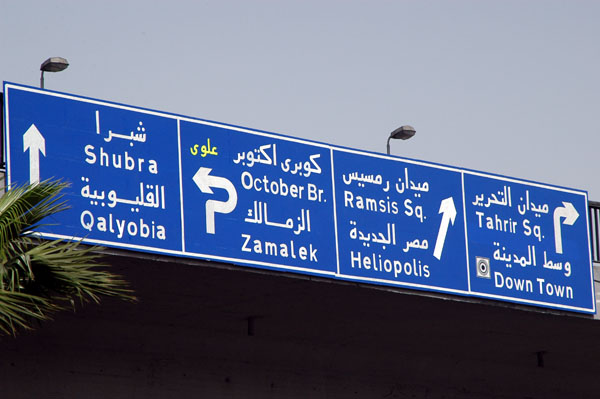 شبرا
Shubra
القليوبية
Qalyobia
علوى
كوبرى اكتوبر
October Br.
الزمالك
Zamalek
ميدان رمسيس
Ramsis Sq.
مصر الجديدة
Heliopolis
ميدان التحرير
Tahrir Sq.
وسط المدينة
Down Town